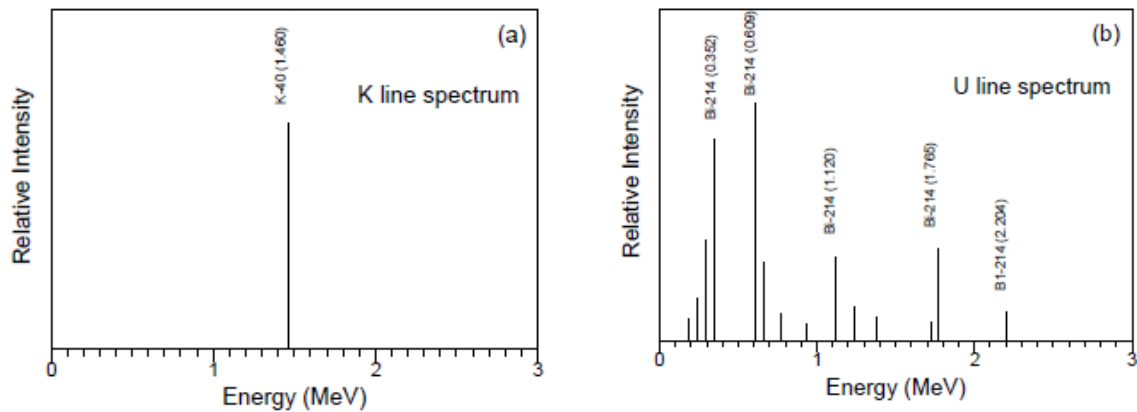 (a)
K-40 (1.460)
K line spectrum
Relative Intensity
0 1 2 3
Energy (MeV)
(b)
Bi-214 (0.352)
Bi-214 (0.609)
U line spectrum
Bi-214 (1.120)
Bi-214 (1.765)
B1-214 (2.204)
Relative Intensity
0 1 2 3
Energy (MeV)